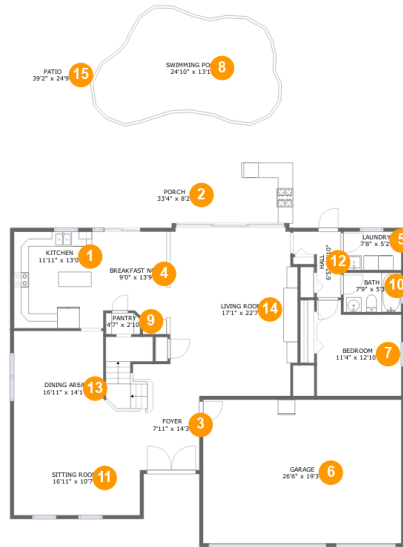 SWIMMING PO
24'10" x 13'1
8
PATIO
39'2" x 24'9
15
PORCH
33'4" x 8'2
2
KITCHEN
11'11" x 13'0
1
BREAKFAST NO
9'0" x 13'9
4
LAUNDRY
7'8" x 5'2
5
HALL
12
BATH
7'9" x 5'3
10
PANTRY
4'7" x 2'10
9
LIVING ROOM
17'1" x 22'7
14
BEDROOM
11'4" x 12'10
7
DINING AREA
16'11" x 14'1
13
FOYER
7'11" x 14'3
3
SITTING ROO
16'11" x 10'7
11
GARAGE
26'6" x 19'3
6